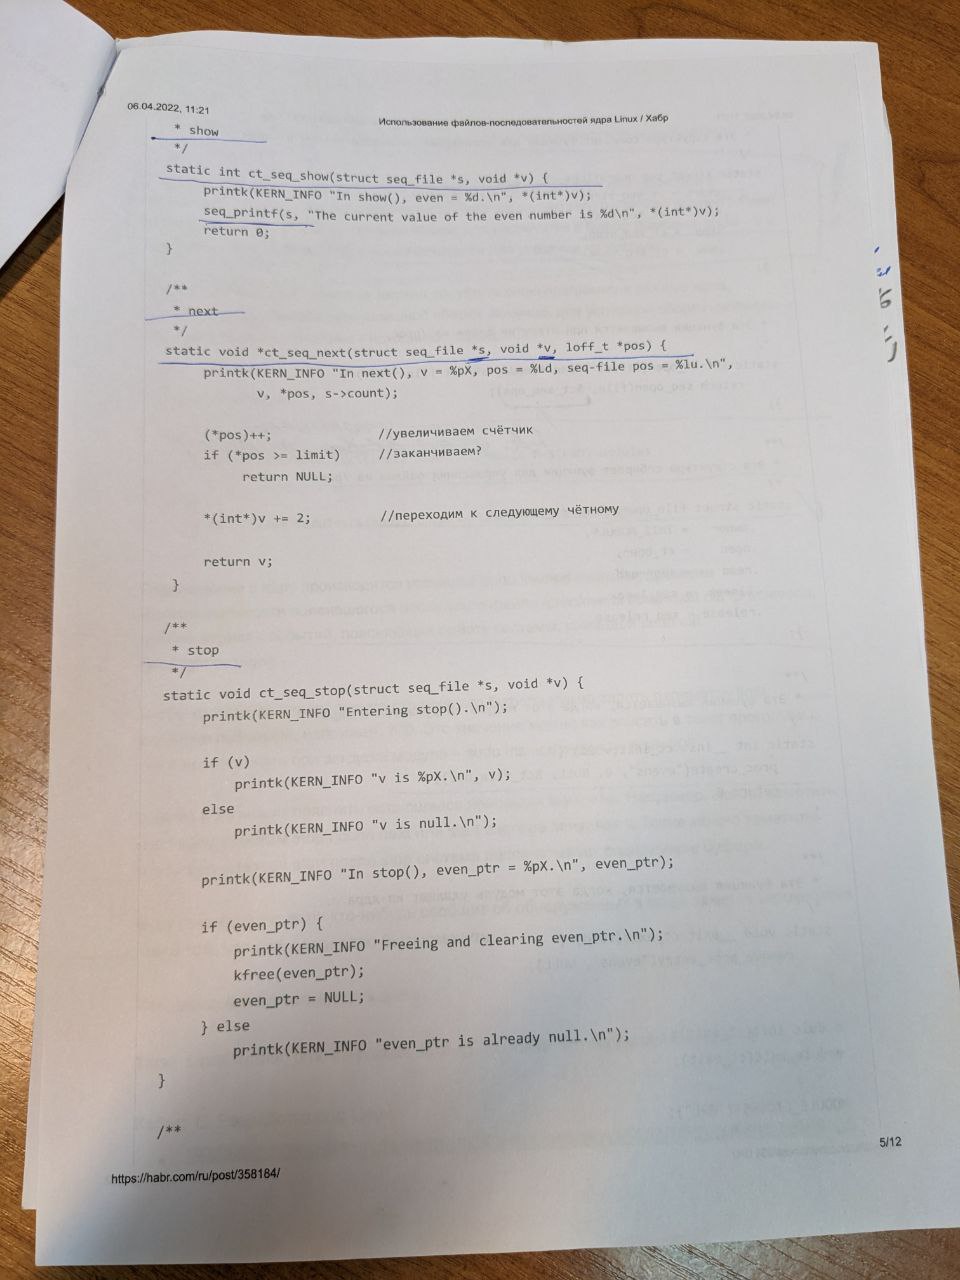 06.04.2022, 11:21
Использование файлов-последовательностей ядра Linux / Хабр
* show
*/
static int ct_seq_show(struct seq_file *s, void *v) {
printk(KERN_INFO "In show(), even = %d.\n", *(int*)v);
seq_printf(s, "The current value of the even number is %d\n", *(int*)v);
return 0;
}
/**
* next
*/
static void *ct_seq_next(struct seq_file *s, void *v, loff_t *pos) {
printk(KERN_INFO "In next(), v = %pX, pos = %Ld, seq-file pos = %lu.\n",
v, *pos, s->count);
(*pos)++; //увеличиваем счётчик
if (*pos >= limit) //заканчиваем?
return NULL;
*(int*)v += 2; //переходим к следующему чётному
return v;
}
/**
* stop
*/
static void ct_seq_stop(struct seq_file *s, void *v) {
printk(KERN_INFO "Entering stop().\n");
if (v)
printk(KERN_INFO "v is %pX.\n", v);
else
printk(KERN_INFO "v is null.\n");
printk(KERN_INFO "In stop(), even_ptr = %pX.\n", even_ptr);
if (even_ptr) {
printk(KERN_INFO "Freeing and clearing even_ptr.\n");
kfree(even_ptr);
even_ptr = NULL;
} else
printk(KERN_INFO "even_ptr is already null.\n");
}
/**
https://habr.com/ru/post/358184/
5/12